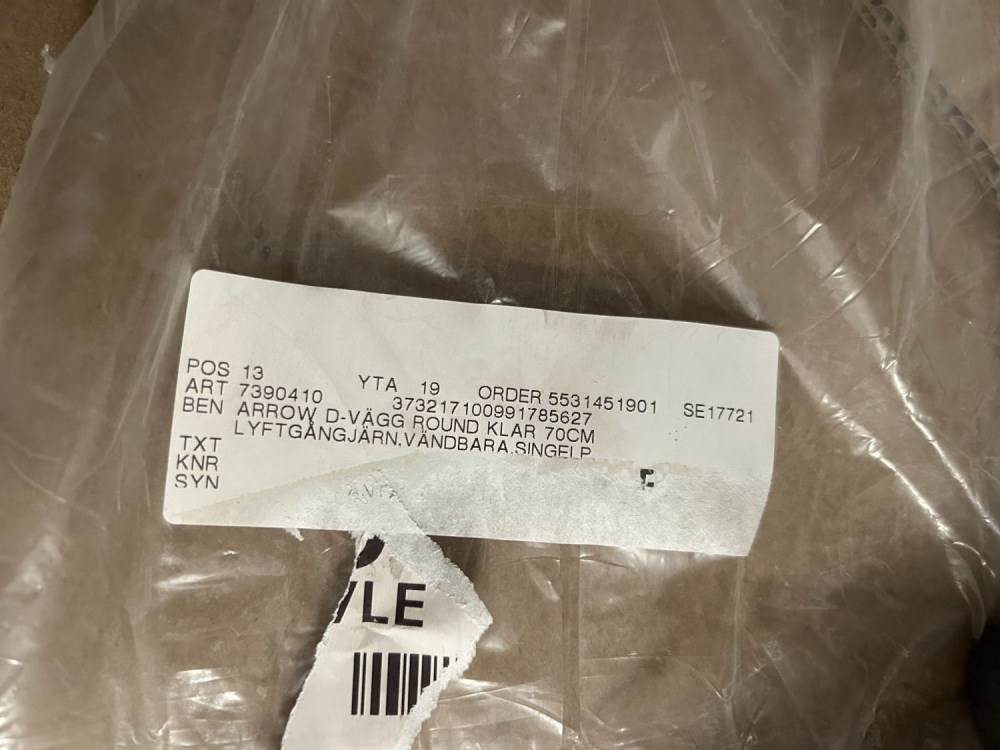 POS 13 YTA 19 ORDER 5531451901 SE17721
ART 7390410 373217100991785627
BEN ARROW D-VÄGG ROUND KLAR 70CM
LYFTGÅNGJÄRN,VÄNDBARA,SINGELP
TXT
KNR
SYN
VLE